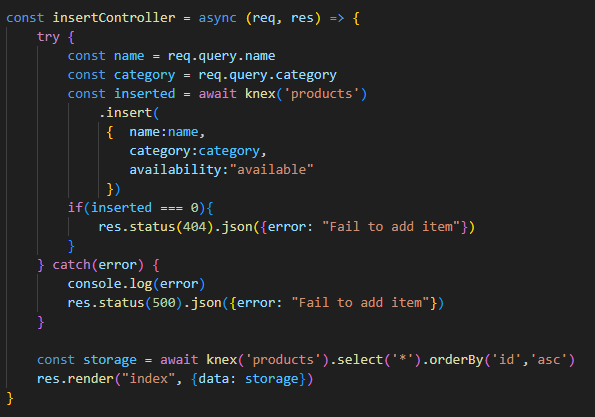 const insertController = async (req, res) => {
    try {
        const name = req.query.name
        const category = req.query.category
        const inserted = await knex('products')
            .insert(
             {  name:name,
                category:category,
                availability:"available"
             })
        if(inserted === 0){
            res.status(404).json({error: "Fail to add item"})
        }
    } catch(error) {
        console.log(error)
        res.status(500).json({error: "Fail to add item"})
    }

    const storage = await knex('products').select('*').orderBy('id','asc')
    res.render("index", {data: storage})
}